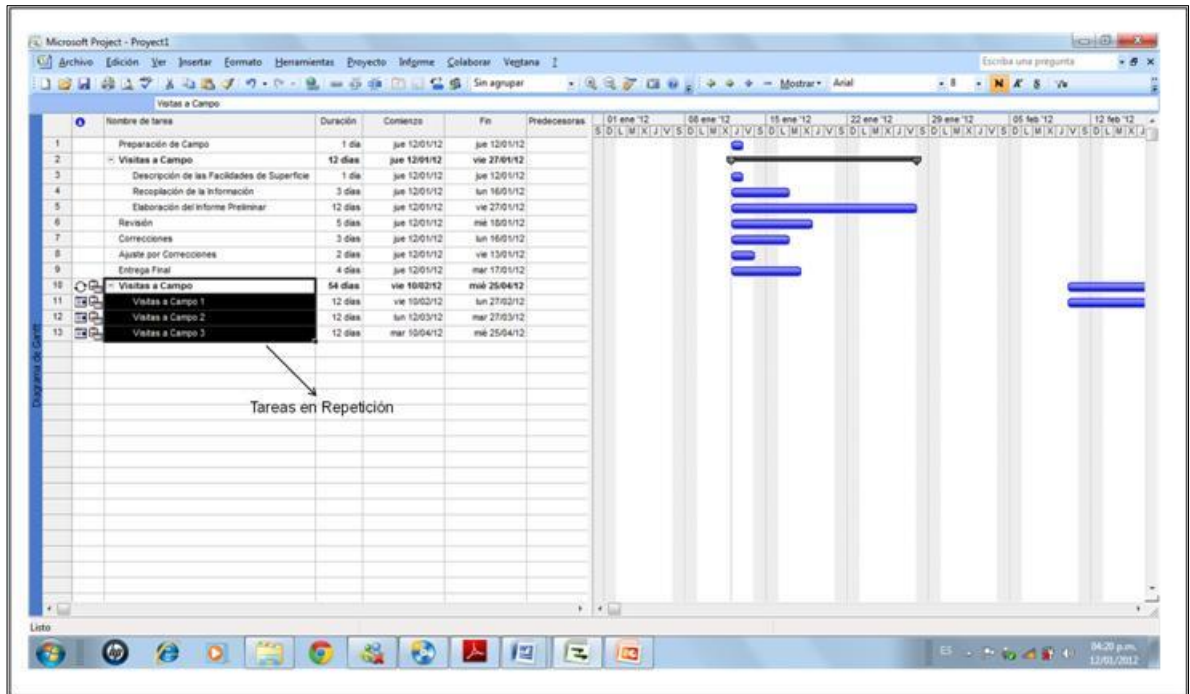 Microsoft Project - Proyect1
Archivo Edición Ver Insertar Formato Herramientas Proyecto Informe Colaborar Ventana ?
Escriba una pregunta
Sin agrupar Mostrar Arial 8 N K S
Visitas a Campo
Nombre de tarea Duración Comienzo Fin Predecesoras 01 ene '12 08 ene '12 15 ene '12 22 ene '12 29 ene '12 05 feb '12 12 feb '12
S D L M X J V S D L M X J V S D L M X J V S D L M X J V S D L M X J V S D L M X J V S D L M X J
1 Preparación de Campo 1 día jue 12/01/12 jue 12/01/12
2 Visitas a Campo 12 días jue 12/01/12 vie 27/01/12
3 Descripción de las Facilidades de Superficie 1 día jue 12/01/12 jue 12/01/12
4 Recopilación de la Información 3 días jue 12/01/12 lun 16/01/12
5 Elaboración del Informe Preliminar 12 días jue 12/01/12 vie 27/01/12
6 Revisión 5 días jue 12/01/12 mié 18/01/12
7 Correcciones 3 días jue 12/01/12 lun 16/01/12
8 Ajuste por Correcciones 2 días jue 12/01/12 vie 13/01/12
9 Entrega Final 4 días jue 12/01/12 mar 17/01/12
10 Visitas a Campo 54 días vie 10/02/12 mié 25/04/12
11 Visitas a Campo 1 12 días vie 10/02/12 lun 27/02/12
12 Visitas a Campo 2 12 días lun 12/03/12 mar 27/03/12
13 Visitas a Campo 3 12 días mar 10/04/12 mié 25/04/12
Diagrama de Gantt
Tareas en Repetición
Listo
hp
ES 04:20 p.m.
12/01/2012